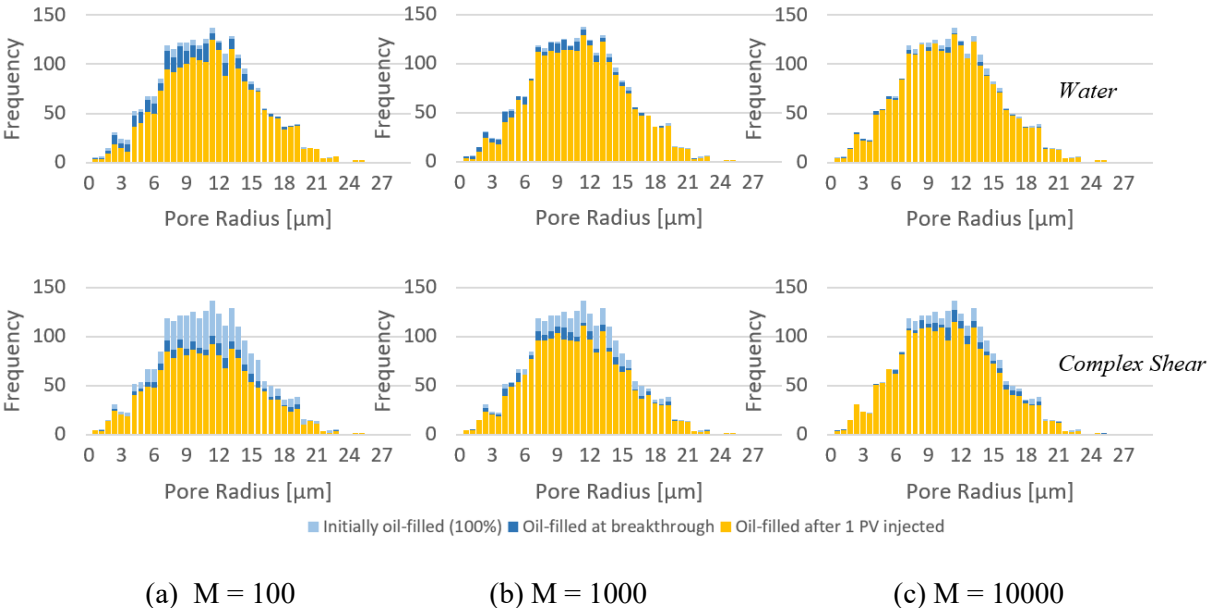 150
100
50
0
Frequency
0 3 6 9 12 15 18 21 24 27
Pore Radius [µm]
150
100
50
0
Frequency
0 3 6 9 12 15 18 21 24 27
Pore Radius [µm]
150
100
50
0
Frequency
0 3 6 9 12 15 18 21 24 27
Pore Radius [µm]
Water
150
100
50
0
Frequency
0 3 6 9 12 15 18 21 24 27
Pore Radius [µm]
150
100
50
0
Frequency
0 3 6 9 12 15 18 21 24 27
Pore Radius [µm]
150
100
50
0
Frequency
0 3 6 9 12 15 18 21 24 27
Pore Radius [µm]
Complex Shear
Initially oil-filled (100%) Oil-filled at breakthrough Oil-filled after 1 PV injected
(a) M = 100 (b) M = 1000 (c) M = 10000